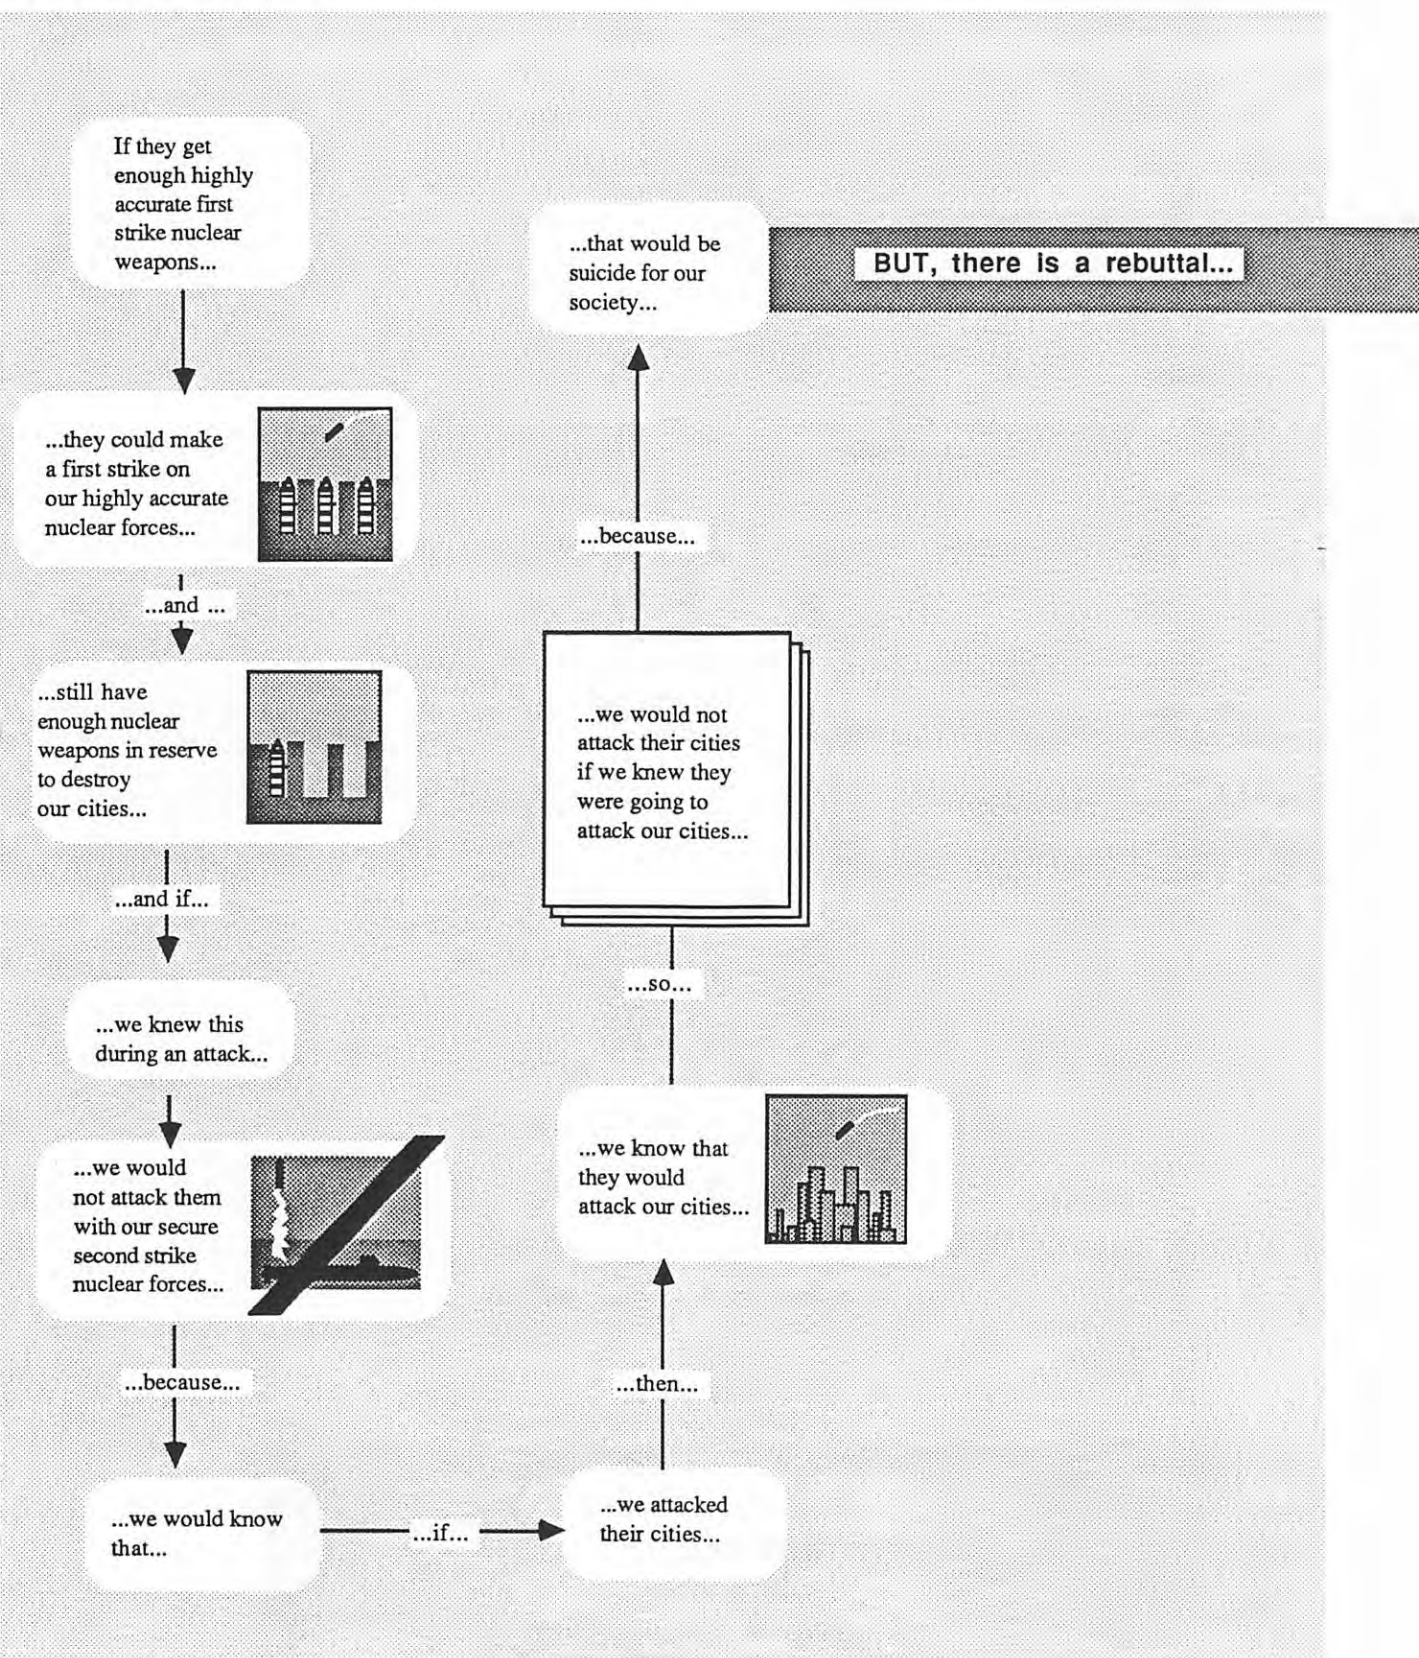 If they get
enough highly
accurate first
strike nuclear
weapons...
...they could make
a first strike on
our highly accurate
nuclear forces...
...and ...
...still have
enough nuclear
weapons in reserve
to destroy
our cities...
...and if...
...we knew this
during an attack...
...we would
not attack them
with our secure
second strike
nuclear forces...
...because...
...we would know
that...
...if...
...we attacked
their cities...
...then...
...we know that
they would
attack our cities...
...so...
...we would not
attack their cities
if we knew they
were going to
attack our cities...
...because...
...that would be
suicide for our
society...
BUT, there is a rebuttal...